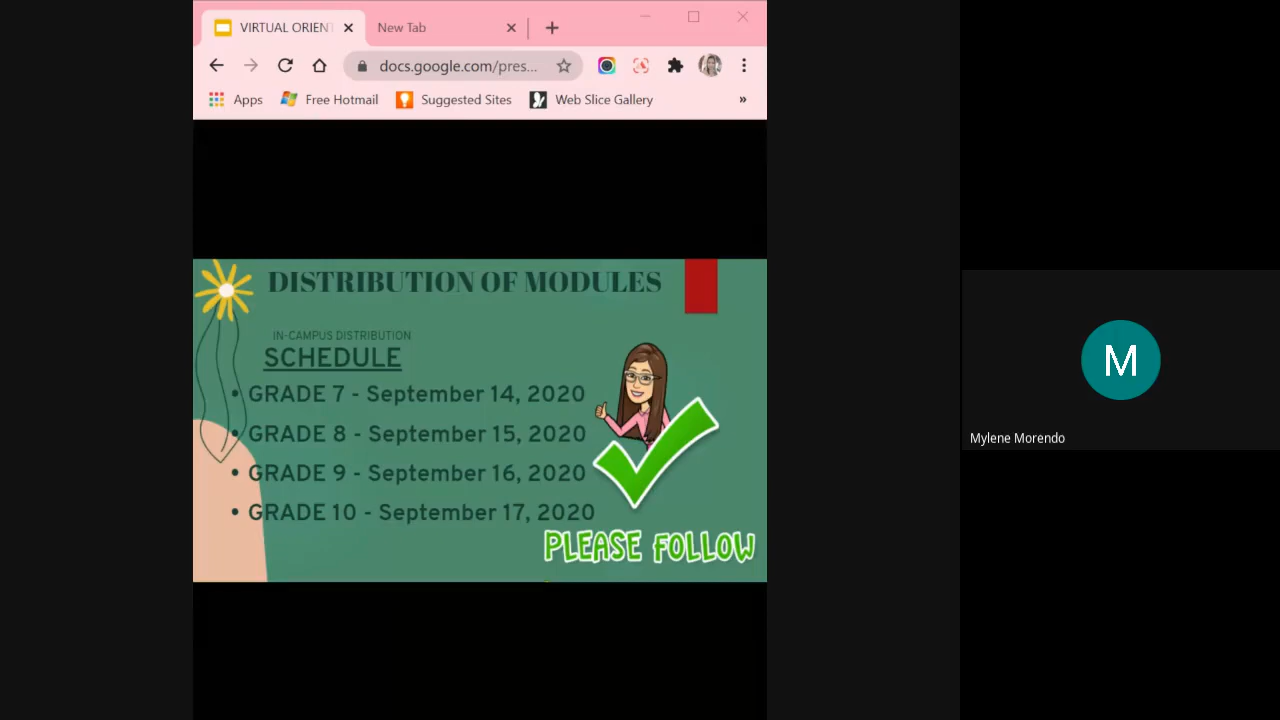 VIRTUAL ORIENT
New Tab
docs.google.com/pres...
Apps
Free Hotmail
Suggested Sites
Web Slice Gallery
»
DISTRIBUTION OF MODULES
IN-CAMPUS DISTRIBUTION
SCHEDULE
• GRADE 7 - September 14, 2020
• GRADE 8 - September 15, 2020
• GRADE 9 - September 16, 2020
• GRADE 10 - September 17, 2020
PLEASE FOLLOW
M
Mylene Morendo